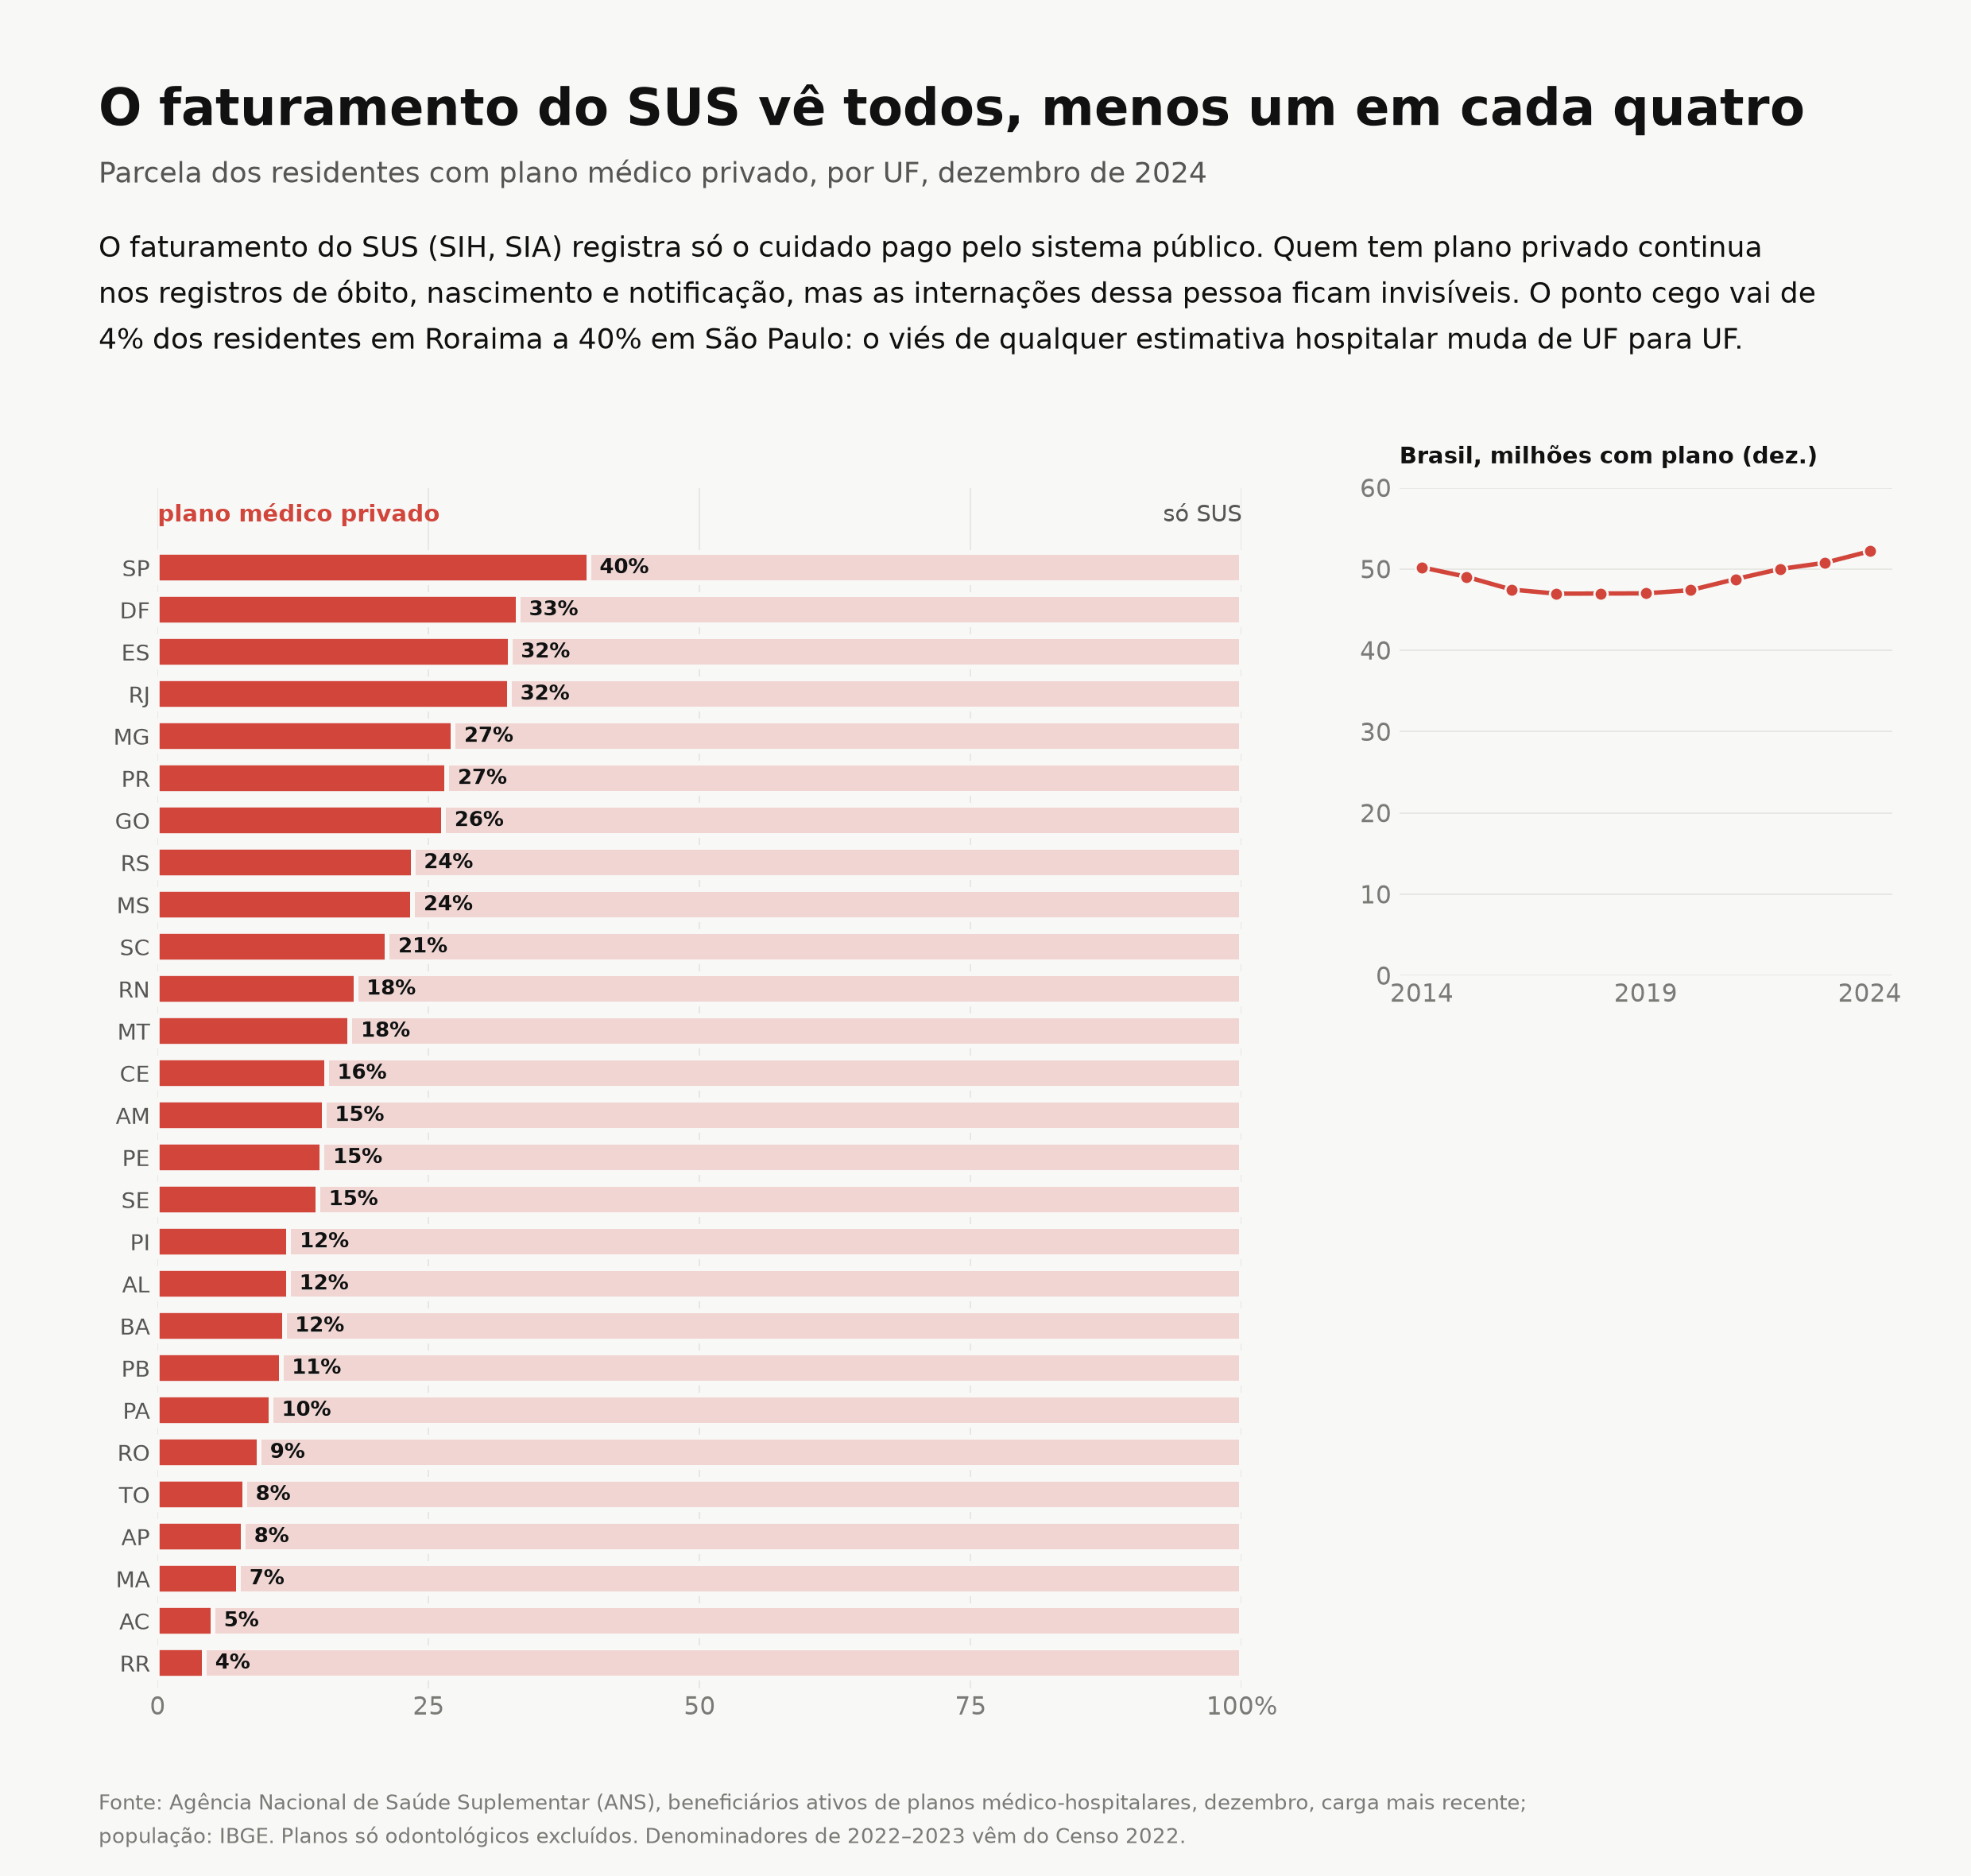 O faturamento do SUS vê todos, menos um em cada quatro
Parcela dos residentes com plano médico privado, por UF, dezembro de 2024
O faturamento do SUS (SIH, SIA) registra só o cuidado pago pelo sistema público. Quem tem plano privado continua
nos registros de óbito, nascimento e notificação, mas as internações dessa pessoa ficam invisíveis. O ponto cego vai de
4% dos residentes em Roraima a 40% em São Paulo: o viés de qualquer estimativa hospitalar muda de UF para UF.
plano médico privado
só SUS
SP 40%
DF 33%
ES 32%
RJ 32%
MG 27%
PR 27%
GO 26%
RS 24%
MS 24%
SC 21%
RN 18%
MT 18%
CE 16%
AM 15%
PE 15%
SE 15%
PI 12%
AL 12%
BA 12%
PB 11%
PA 10%
RO 9%
TO 8%
AP 8%
MA 7%
AC 5%
RR 4%
0 25 50 75 100%
Brasil, milhões com plano (dez.)
60
50
40
30
20
10
0
2014 2019 2024
Fonte: Agência Nacional de Saúde Suplementar (ANS), beneficiários ativos de planos médico-hospitalares, dezembro, carga mais recente;
população: IBGE. Planos só odontológicos excluídos. Denominadores de 2022–2023 vêm do Censo 2022.